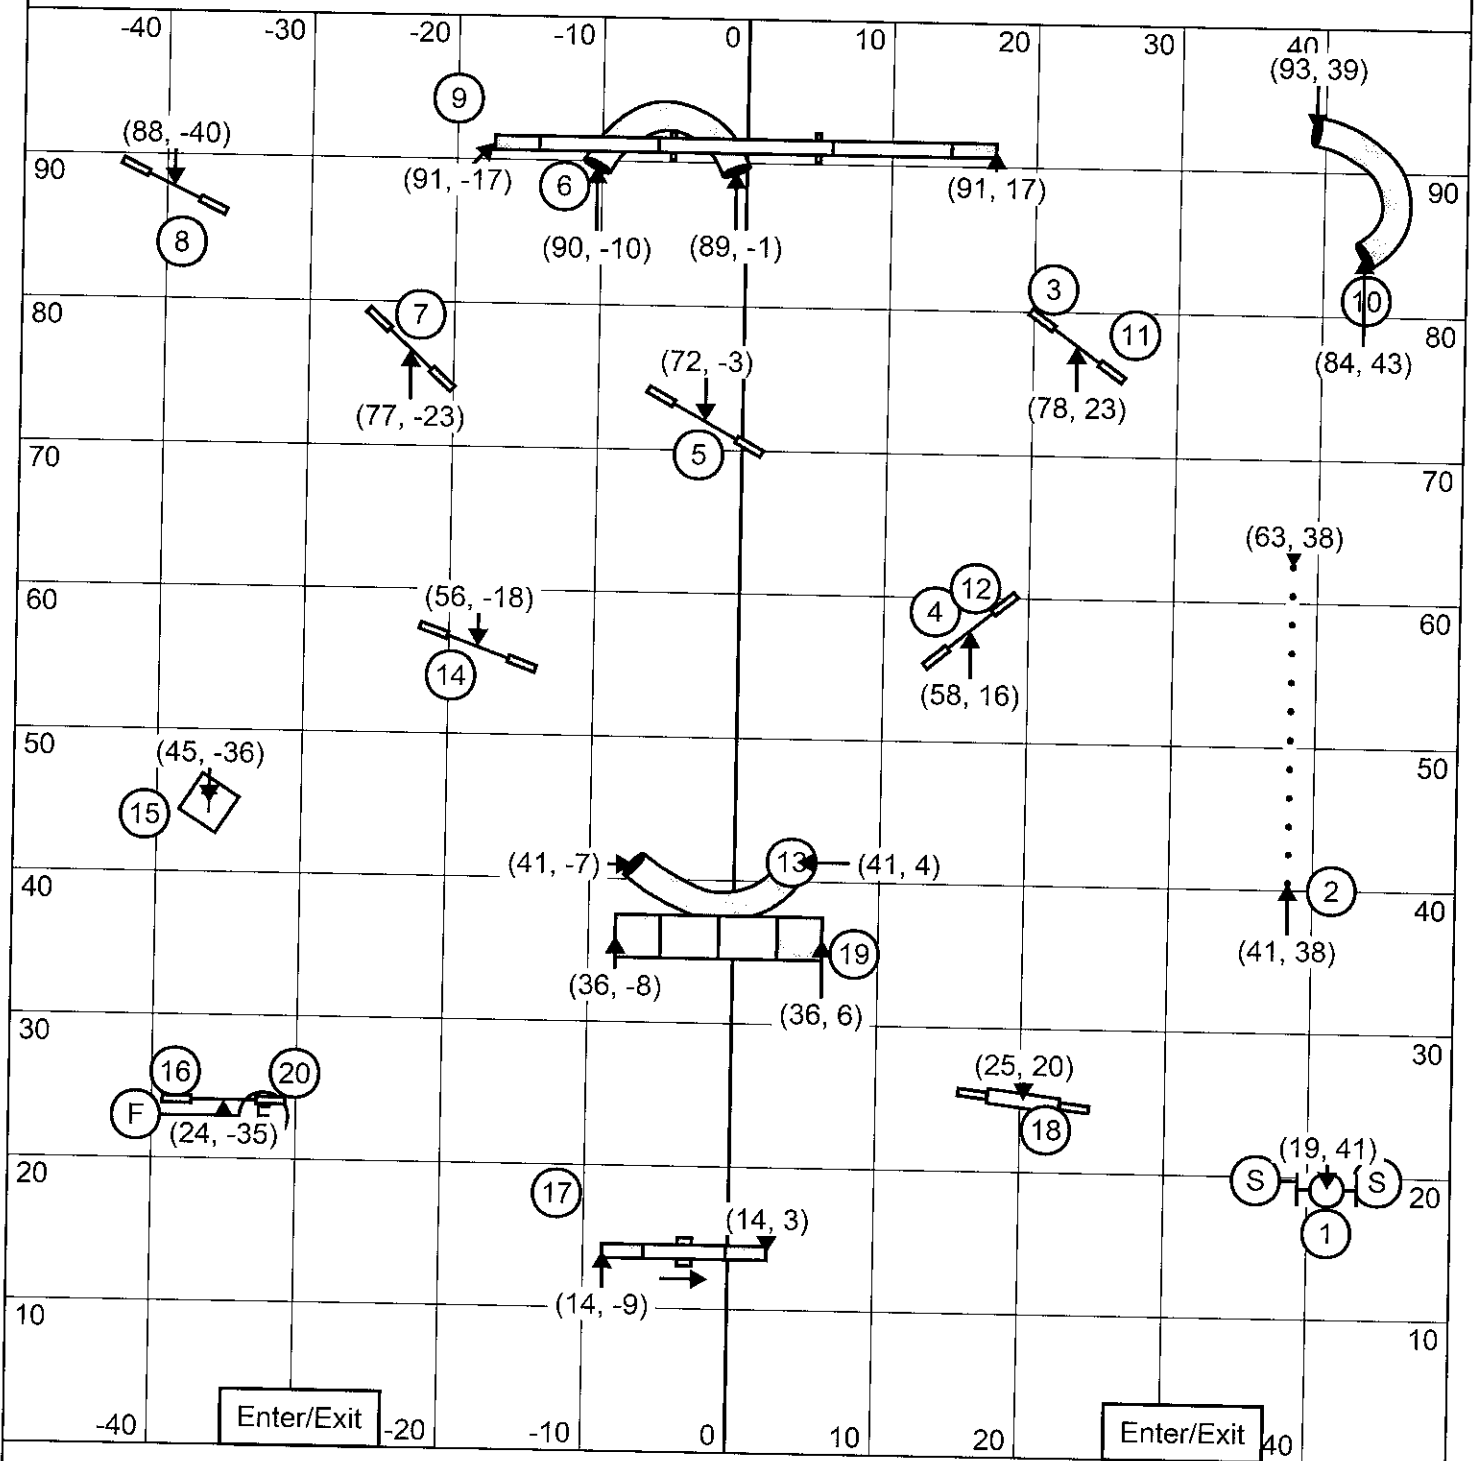 -40 -30 -20 -10 0 10 20 30 40
(93, 39)
9
(88, -40)
90 90
(91, -17) 6 (91, 17)
8 (90, -10) (89, -1)
3 10
80 7 11 80
(72, -3) (84, 43)
(77, -23) (78, 23)
70 5 70
(63, 38)
60 (56, -18) 4 12 60
14 (58, 16)
50 (45, -36) 50
15
(41, -7) 13 (41, 4)
40 2 40
19 (41, 38)
(36, -8)
(36, 6)
30 30
16 20 (25, 20)
F F
(24, -35) 18
(19, 41)
20 S S 20
17
(14, 3) 1
(14, -9)
10 10
Enter/Exit Enter/Exit
-40 -20 -10 0 10 20 40